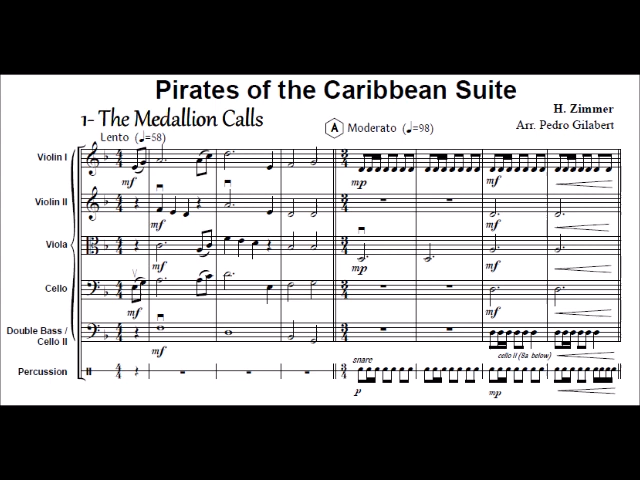 Pirates of the Caribbean Suite
1- The Medallion Calls
H. Zimmer
Arr. Pedro Gilabert
Lento (♩=58)
A Moderato (♩=98)
Violin I
mf mp mf
Violin II
mf mf
Viola
mf mp mf
Cello
mf mf
Double Bass /
Cello II
mf cello II (8a below)
Percussion
snare
p mp